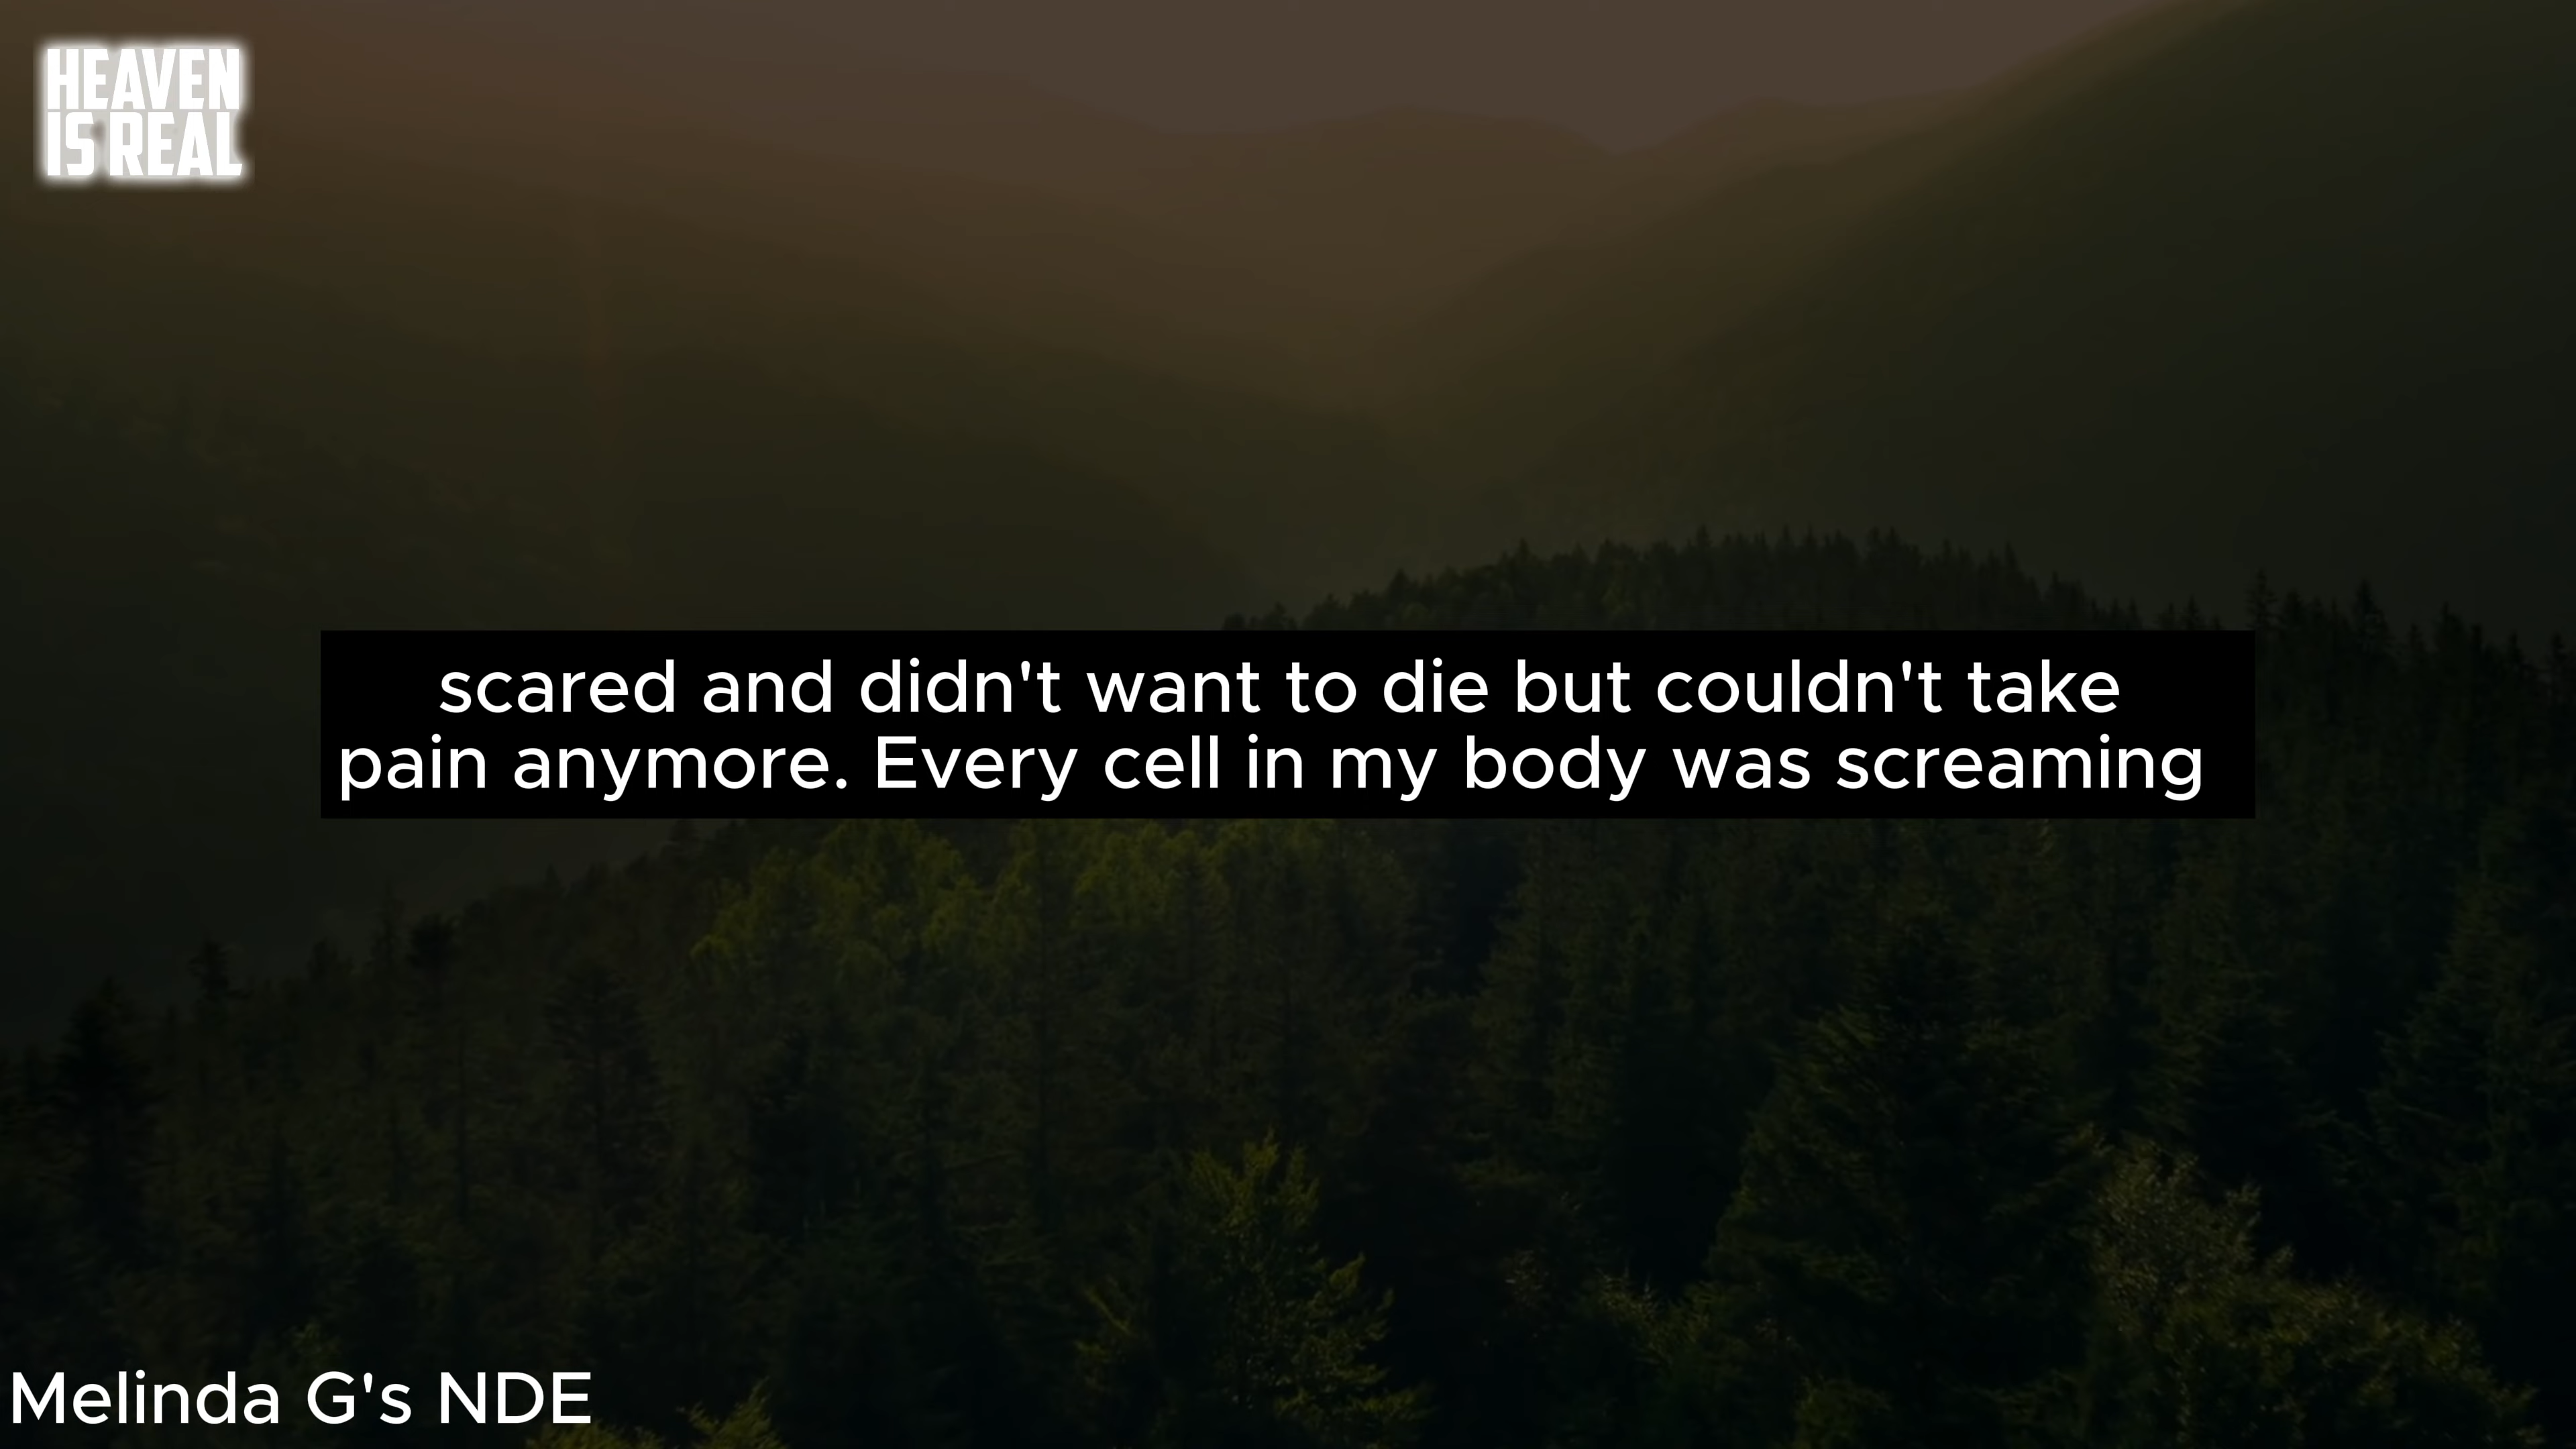 HEAVEN
IS REAL
scared and didn't want to die but couldn't take
pain anymore. Every cell in my body was screaming
Melinda G's NDE